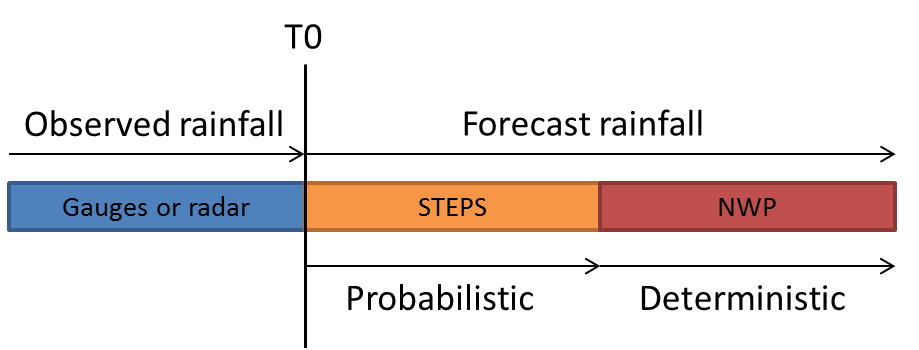 T0
Observed rainfall
Forecast rainfall
Gauges or radar
STEPS
NWP
Probabilistic
Deterministic